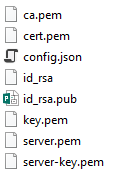 ca.pem
cert.pem
config.json
id_rsa
id_rsa.pub
key.pem
server.pem
server-key.pem